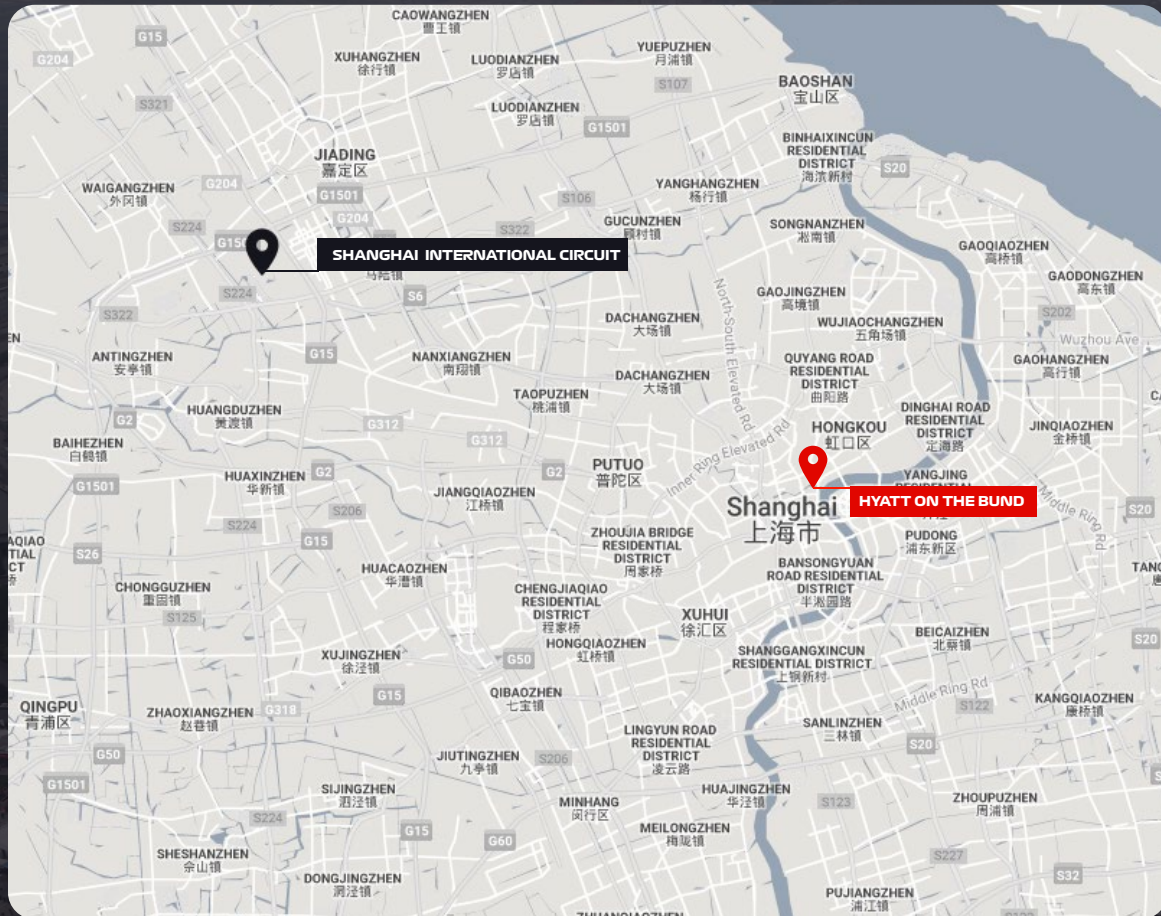 CAOWANGZHEN
曹王镇
G15
G204
XUHANGZHEN
徐行镇
LUODIANZHEN
罗店镇
YUEPUZHEN
月浦镇
S107
BAOSHAN
宝山区
S321
LUODIANZHEN
罗店镇
G1501
BINHAIXINCUN
RESIDENTIAL
DISTRICT
海滨新村
S20
JIADING
嘉定区
WAIGANGZHEN
外冈镇
G204
G1501
S106
YANGHANGZHEN
杨行镇
G204
S224
S322
GUCUNZHEN
顾村镇
SONGNANZHEN
淞南镇
GAOQIAOZHEN
高桥镇
SHANGHAI INTERNATIONAL CIRCUIT
马陆镇
GAODONGZHEN
高东镇
S224
S6
GAOJINGZHEN
高境镇
S322
North-South Elevated Rd
DACHANGZHEN
大场镇
WUJIAOCHANGZHEN
五角场镇
S202
Wuzhou Ave
EN
ANTINGZHEN
安亭镇
G15
NANXIANGZHEN
南翔镇
QUYANG ROAD
RESIDENTIAL
DISTRICT
曲阳路
GAOHANGZHEN
高行镇
DACHANGZHEN
大场镇
TAOPUZHEN
桃浦镇
HUANGDUZHEN
黄渡镇
G2
G312
G312
DINGHAI ROAD
RESIDENTIAL
DISTRICT
定海路
HONGKOU
虹口区
JINQIAOZHEN
金桥镇
BAIHEZHEN
白鹤镇
Inner Ring Elevated Rd
G1501
HUAXINZHEN
华新镇
G2
G2
PUTUO
普陀区
YANGJING
JIANGQIAOZHEN
江桥镇
HYATT ON THE BUND
Shanghai
上海市
Middle Ring Rd
S20
S206
S224
G15
ZHOUJIA BRIDGE
RESIDENTIAL
DISTRICT
周家桥
PUDONG
浦东新区
S26
HUACAOZHEN
华漕镇
BANSONGYUAN
ROAD RESIDENTIAL
DISTRICT
半淞园路
CHONGGUZHEN
重固镇
S125
CHENGJIAQIAO
RESIDENTIAL
DISTRICT
程家桥
XUHUI
徐汇区
HONGQIAOZHEN
虹桥镇
BEICAIZHEN
北蔡镇
S20
XUJINGZHEN
徐泾镇
G50
SHANGGANGXINCUN
RESIDENTIAL DISTRICT
上钢新村
G15
QIBAOZHEN
七宝镇
Middle Ring Rd
S122
KANGQIAOZHEN
康桥镇
QINGPU
青浦区
ZHAOXIANGZHEN
赵巷镇
G318
SANLINZHEN
三林镇
S20
LINGYUN ROAD
RESIDENTIAL
DISTRICT
凌云路
G50
JIUTINGZHEN
九亭镇
S206
G1501
SIJINGZHEN
泗泾镇
MINHANG
闵行区
HUAJINGZHEN
华泾镇
S123
ZHOUPUZHEN
周浦镇
S224
G15
G60
MEILONGZHEN
梅陇镇
SHESHANZHEN
佘山镇
S227
S32
DONGJINGZHEN
洞泾镇
PUJIANGZHEN
浦江镇